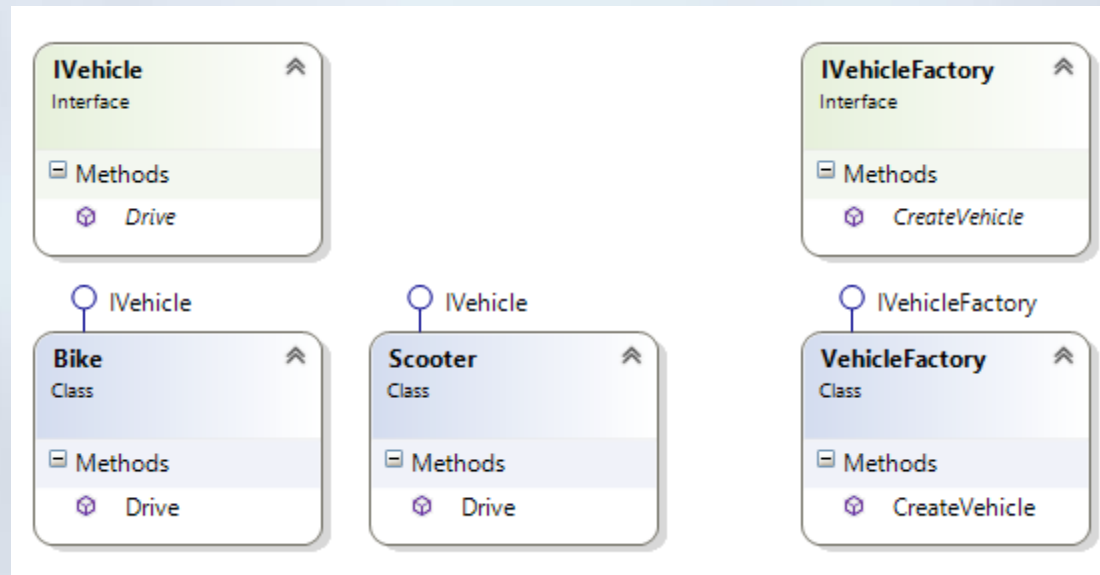 IVehicle
Interface
Methods
Drive
IVehicleFactory
Interface
Methods
CreateVehicle
IVehicle
Bike
Class
Methods
Drive
IVehicle
Scooter
Class
Methods
Drive
IVehicleFactory
VehicleFactory
Class
Methods
CreateVehicle